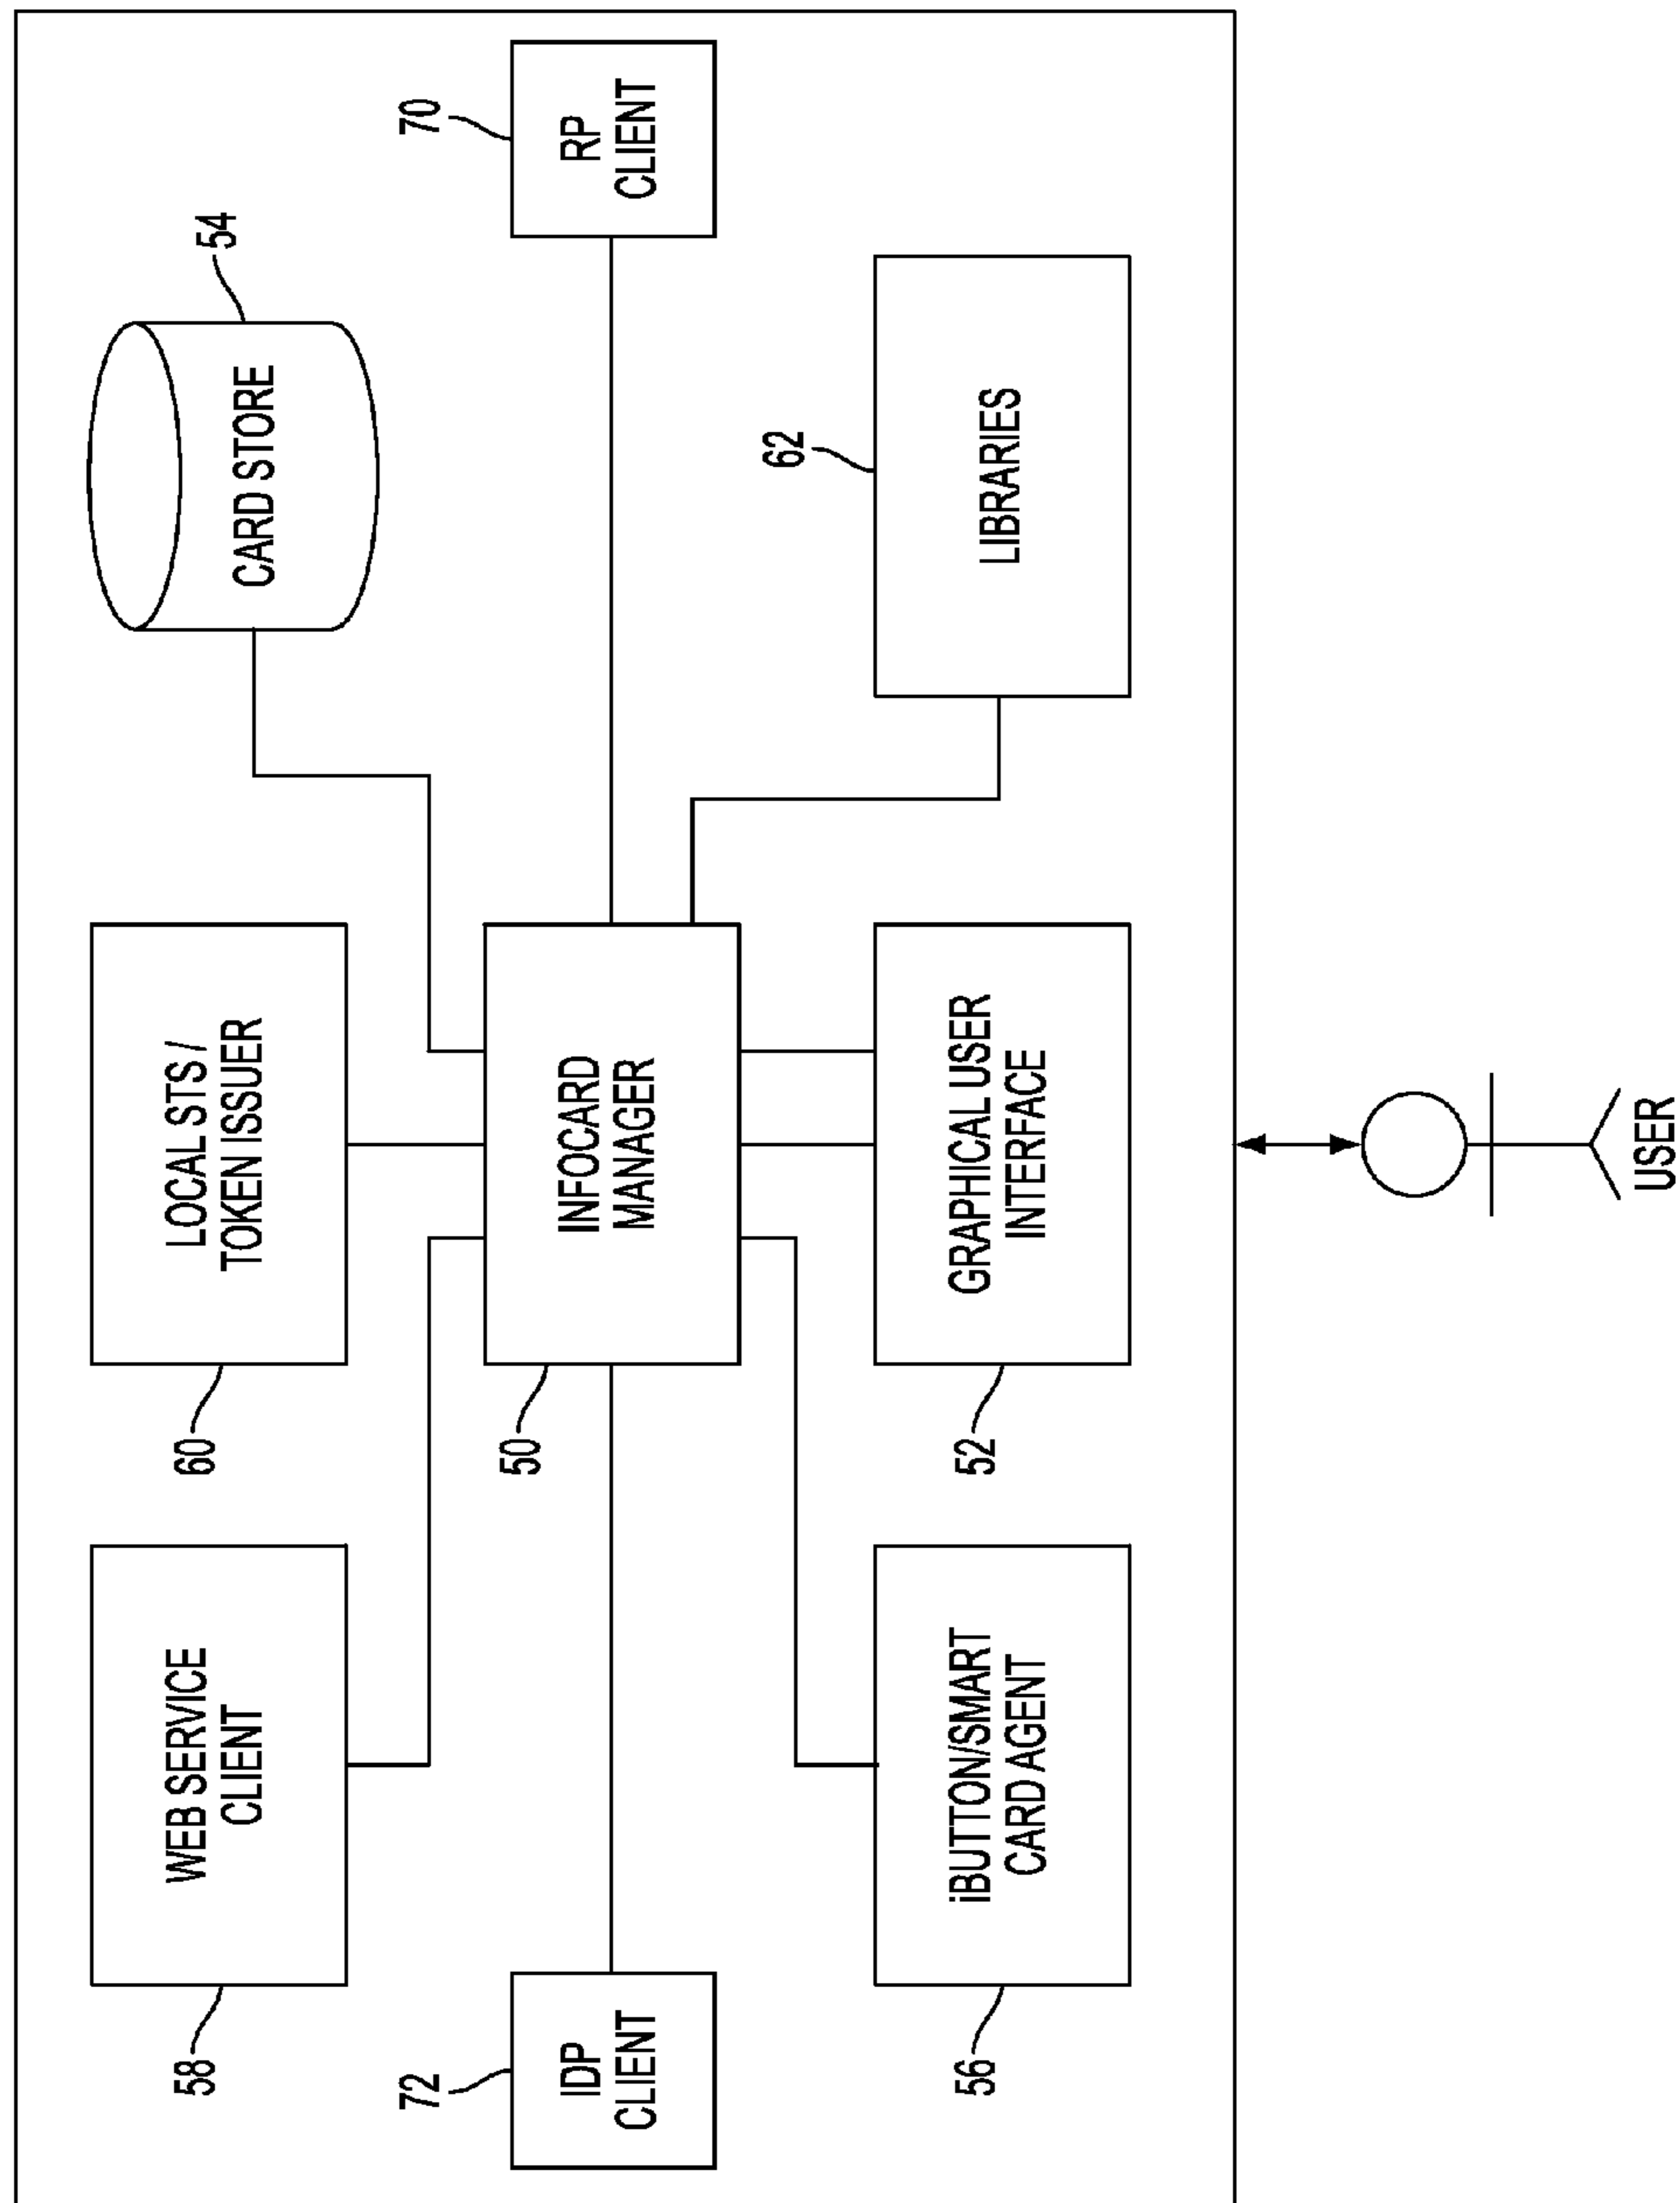 58
WEB SERVICE
CLIENT
60
LOCAL STS /
TOKEN ISSUER
CARD STORE
54
72
IDP
CLIENT
50
INFOCARD
MANAGER
70
RP
CLIENT
56
iBUTTON/SMART
CARD AGENT
52
GRAPHICAL USER
INTERFACE
62
LIBRARIES
USER